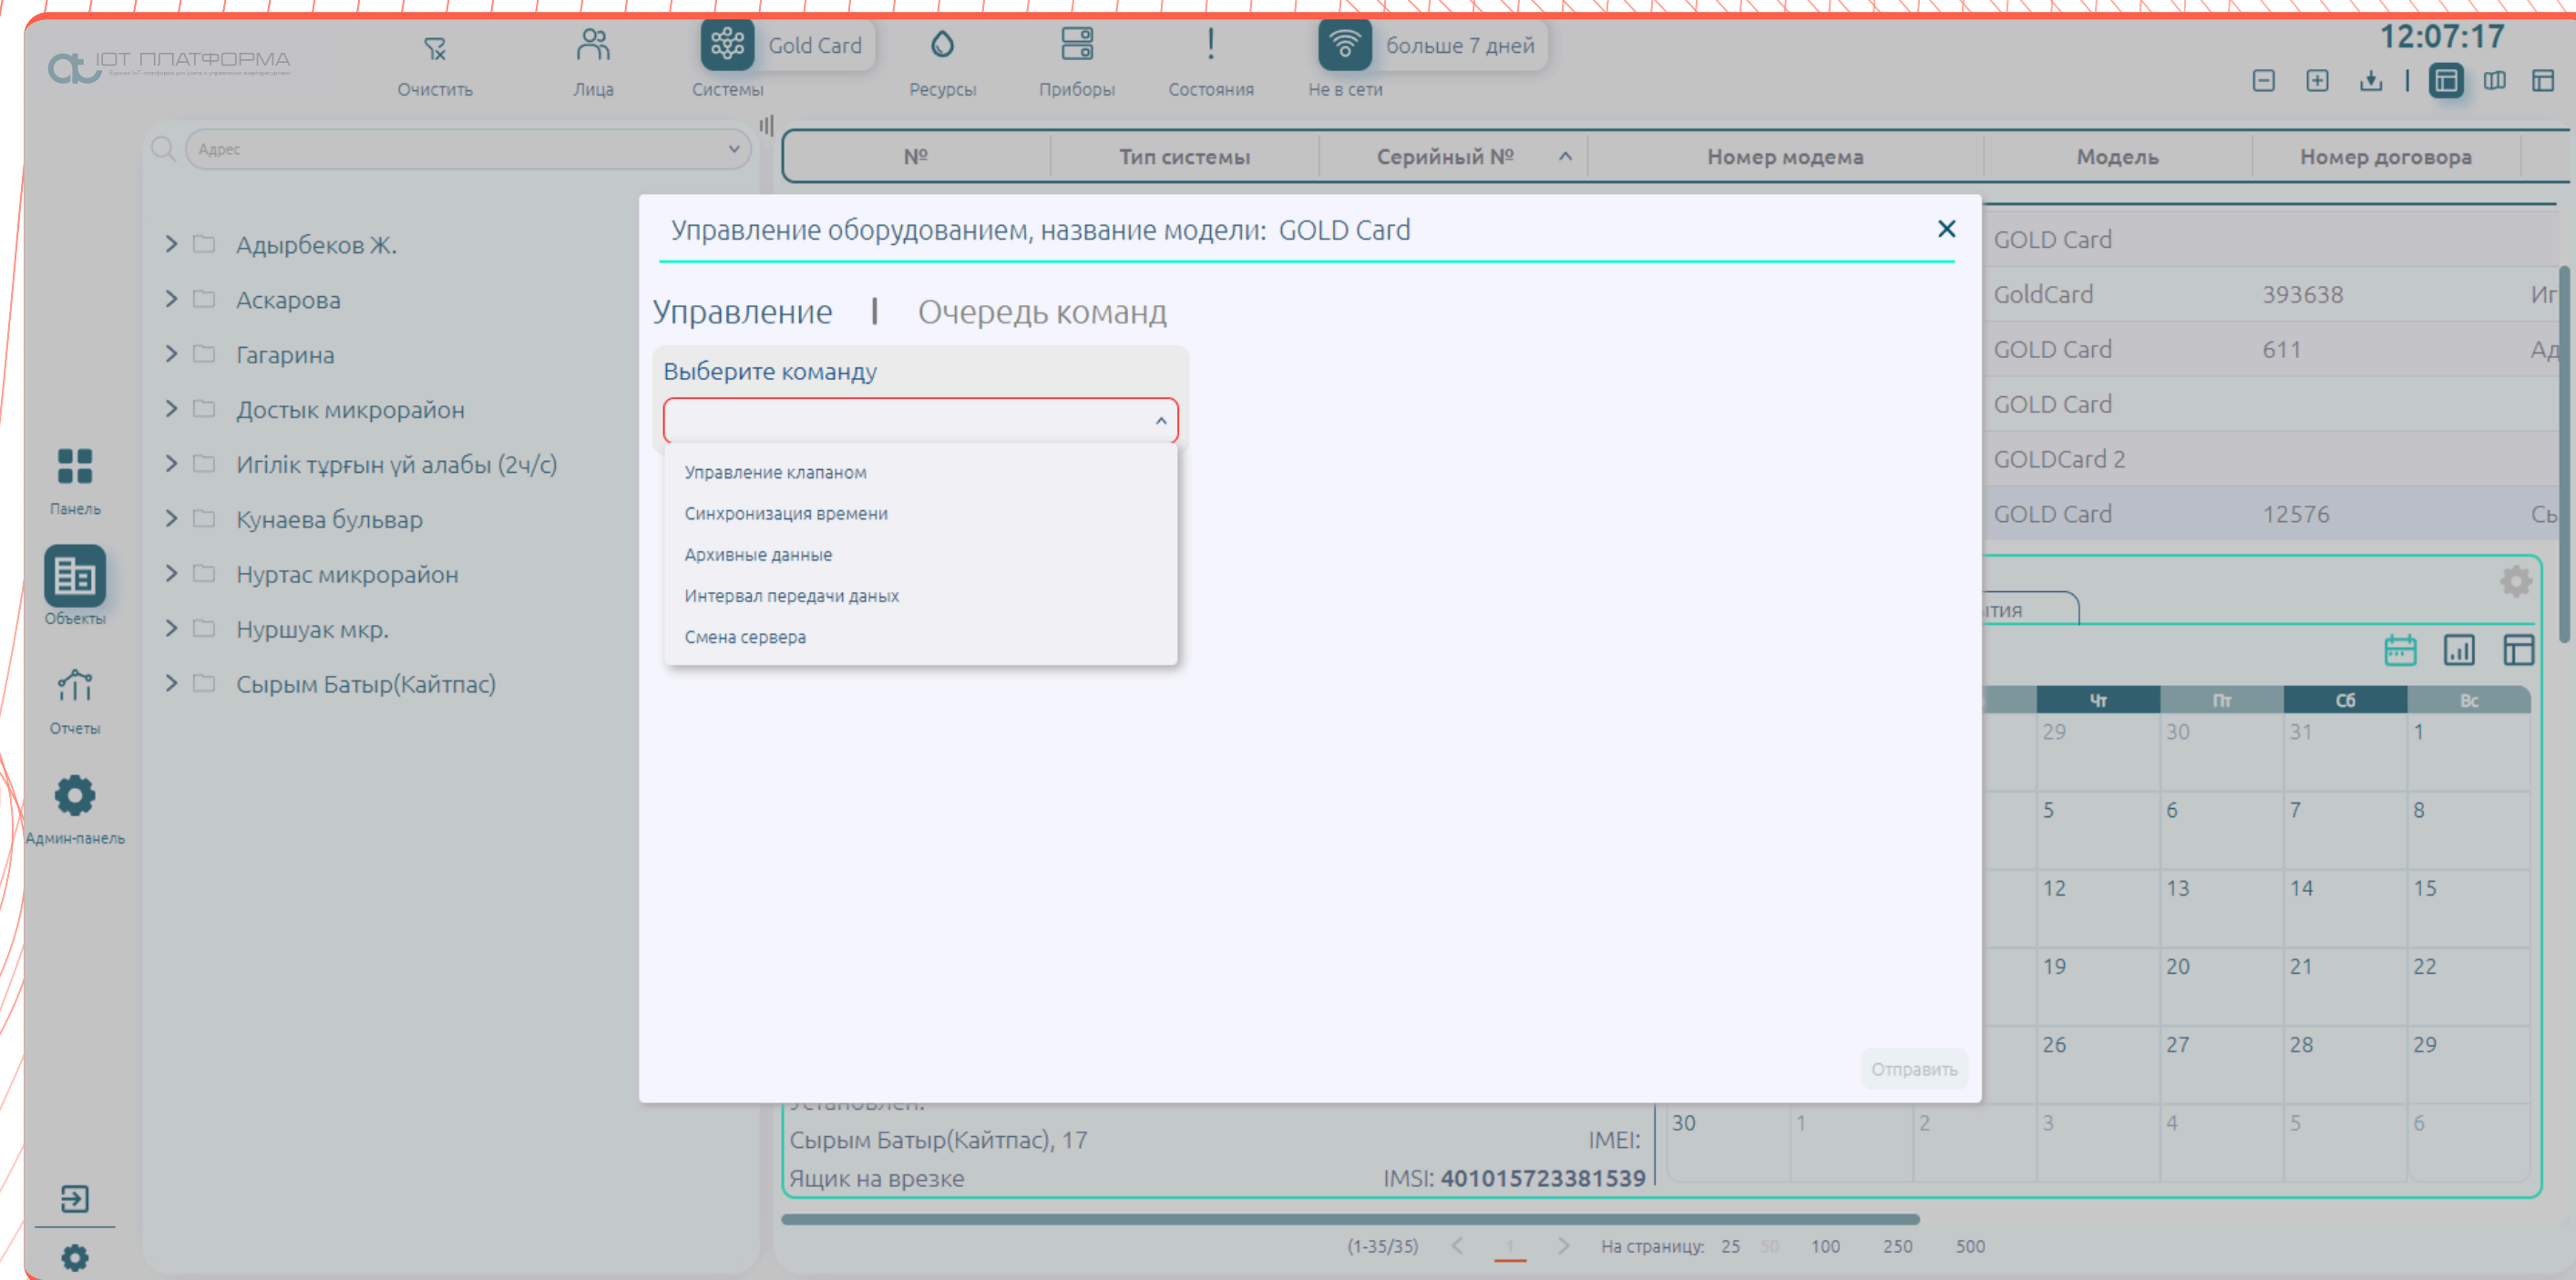 IOT ПЛАТФОРМА
Очистить
Лица
Системы
Gold Card
Ресурсы
Приборы
Состояния
Не в сети
больше 7 дней
12:07:17
Адрес
№ Тип системы Серийный № Номер модема Модель Номер договора
Адырбеков Ж.
Аскарова
Гагарина
Достык микрорайон
Игілік тұрғын үй алабы (2ч/с)
Кунаева бульвар
Нуртас микрорайон
Нуршуак мкр.
Сырым Батыр(Кайтпас)
Панель
Объекты
Отчеты
Админ-панель
Управление оборудованием, название модели: GOLD Card
Управление | Очередь команд
Выберите команду
Управление клапаном
Синхронизация времени
Архивные данные
Интервал передачи даных
Смена сервера
Отправить
GOLD Card
GoldCard 393638 Иг
GOLD Card 611 Ад
GOLD Card
GOLDCard 2
GOLD Card 12576 Сь
ытия
Чт Пт Сб Вс
29 30 31 1
5 6 7 8
12 13 14 15
19 20 21 22
26 27 28 29
30 1 2 3 4 5 6
Установлен:
Сырым Батыр(Кайтпас), 17 IMEI:
Ящик на врезке IMSI: 401015723381539
(1-35/35) < 1 > На страницу: 25 50 100 250 500